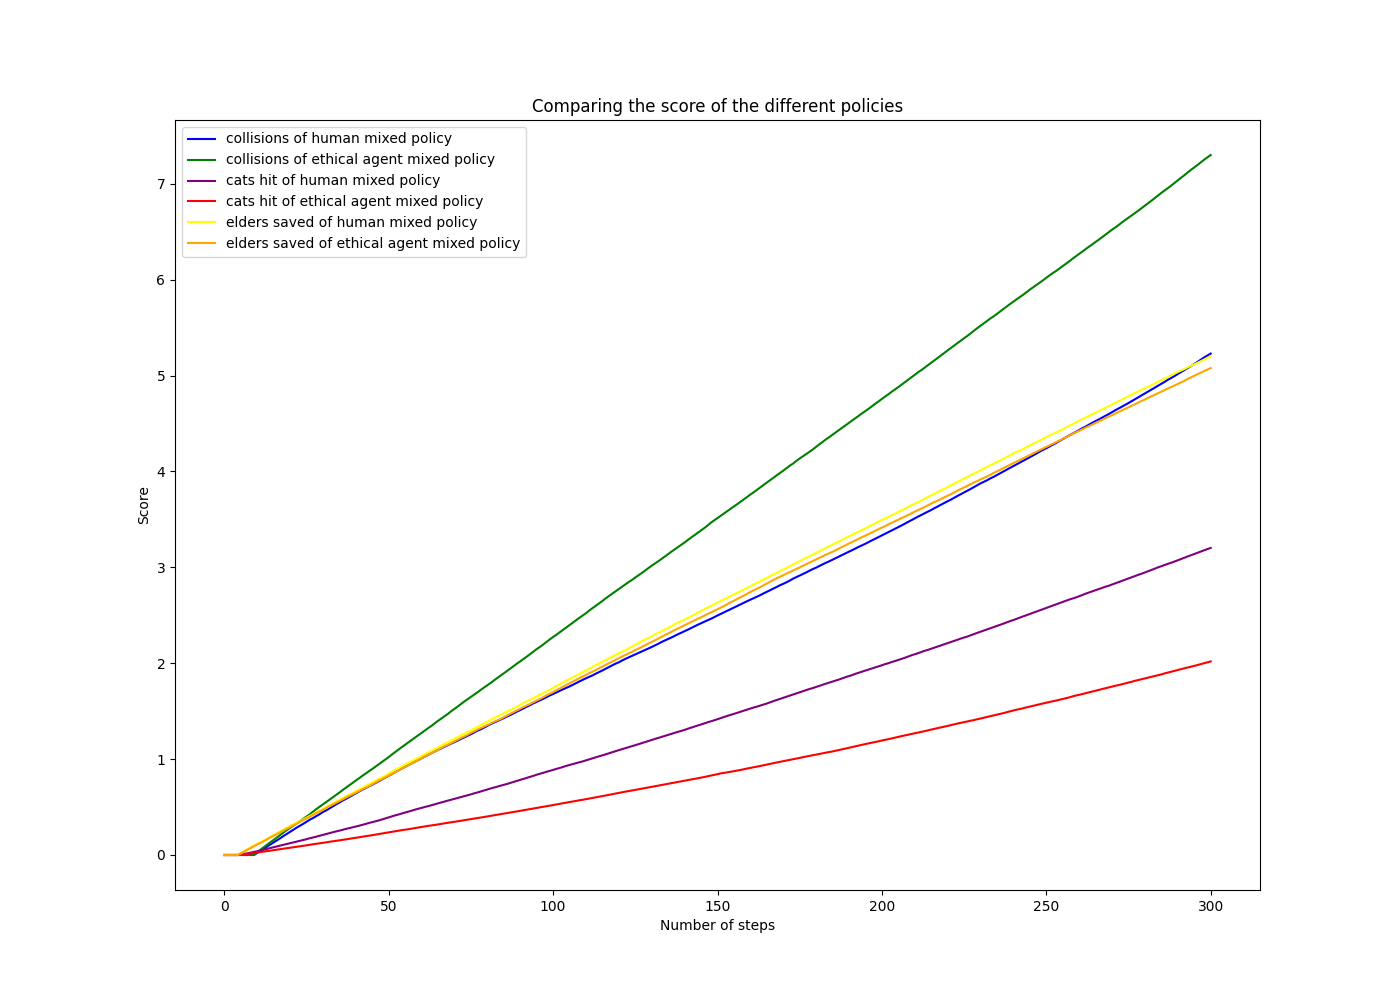 Comparing the score of the different policies
collisions of human mixed policy
collisions of ethical agent mixed policy
cats hit of human mixed policy
cats hit of ethical agent mixed policy
elders saved of human mixed policy
elders saved of ethical agent mixed policy
7
6
5
4
3
2
1
0
Score
0 50 100 150 200 250 300
Number of steps